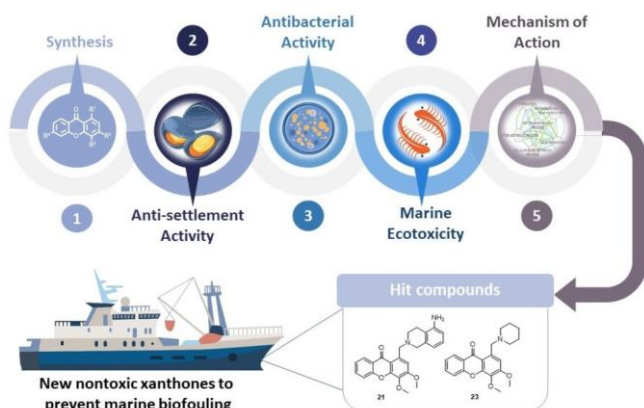 Synthesis
2
Antibacterial
Activity
4
Mechanism of
Action
1
Anti-settlement
Activity
3
Marine
Ecotoxicity
5
Hit compounds
NH₂
O N
O O
O
21
O N
O O
O
23
New nontoxic xanthones to
prevent marine biofouling